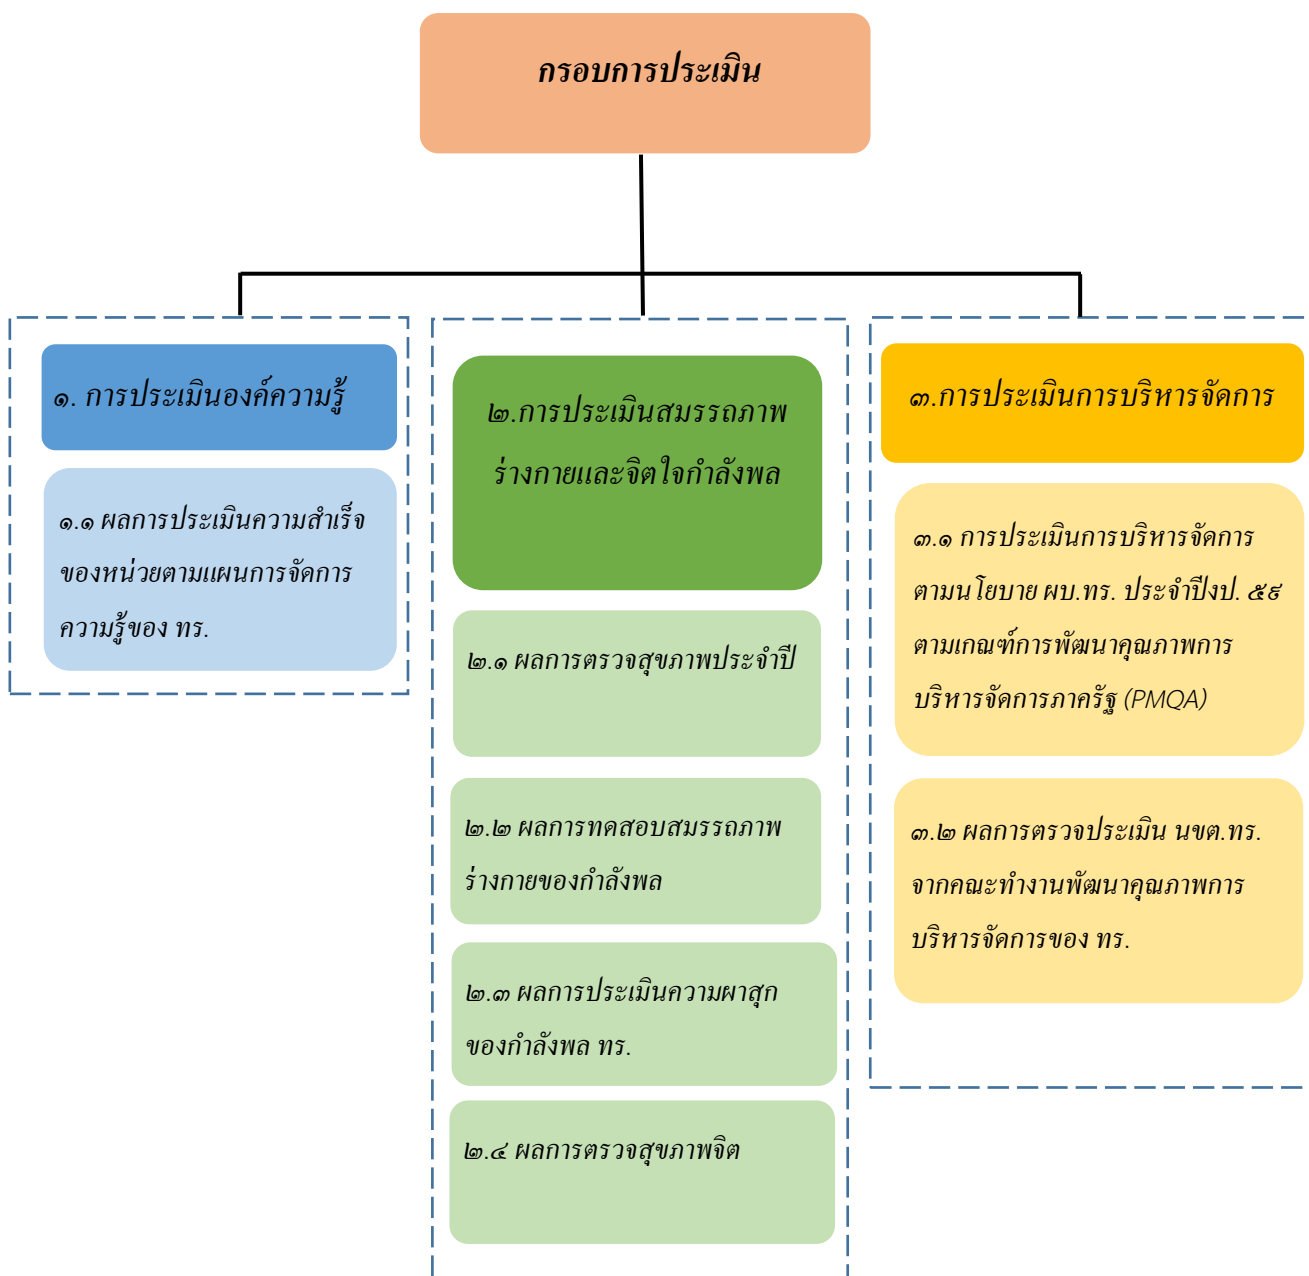 กรอบการประเมิน
๑. การประเมินองค์ความรู้
๑.๑ ผลการประเมินความสำเร็จ
ของหน่วยตามแผนการจัดการ
ความรู้ของ ทร.
๒.การประเมินสมรรถภาพ
ร่างกายและจิตใจกำลังพล
๒.๑ ผลการตรวจสุขภาพประจำปี
๒.๒ ผลการทดสอบสมรรถภาพ
ร่างกายของกำลังพล
๒.๓ ผลการประเมินความผาสุก
ของกำลังพล ทร.
๒.๔ ผลการตรวจสุขภาพจิต
๓.การประเมินการบริหารจัดการ
๓.๑ การประเมินการบริหารจัดการ
ตามนโยบาย ผบ.ทร. ประจำปีงป. ๕๙
ตามเกณฑ์การพัฒนาคุณภาพการ
บริหารจัดการภาครัฐ (PMQA)
๓.๒ ผลการตรวจประเมิน นขต.ทร.
จากคณะทำงานพัฒนาคุณภาพการ
บริหารจัดการของ ทร.